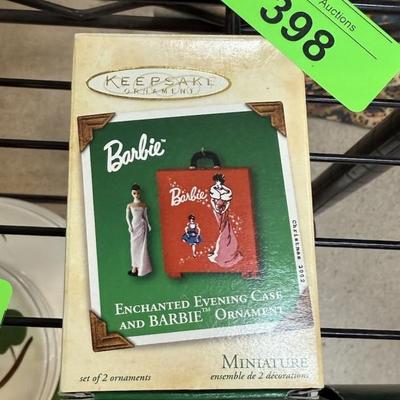 Auctions
398
KEEPSAKE
ORNAMENT
Barbie™
Barbie
Christmas 2002
ENCHANTED EVENING CASE
AND BARBIE™ ORNAMENT
MINIATURE
set of 2 ornaments
ensemble de 2 décorations